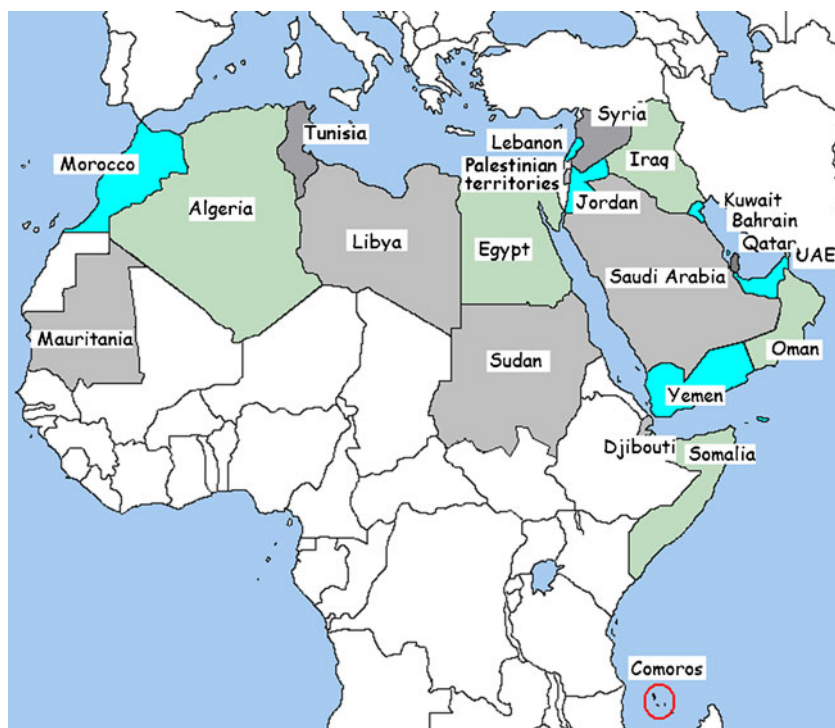 Syria
Tunisia
Lebanon
Morocco
Palestinian
territories
Iraq
Kuwait
Jordan
Algeria
Bahrain
Libya
Egypt
Qatar
UAE
Saudi Arabia
Mauritania
Oman
Sudan
Yemen
Djibouti
Somalia
Comoros